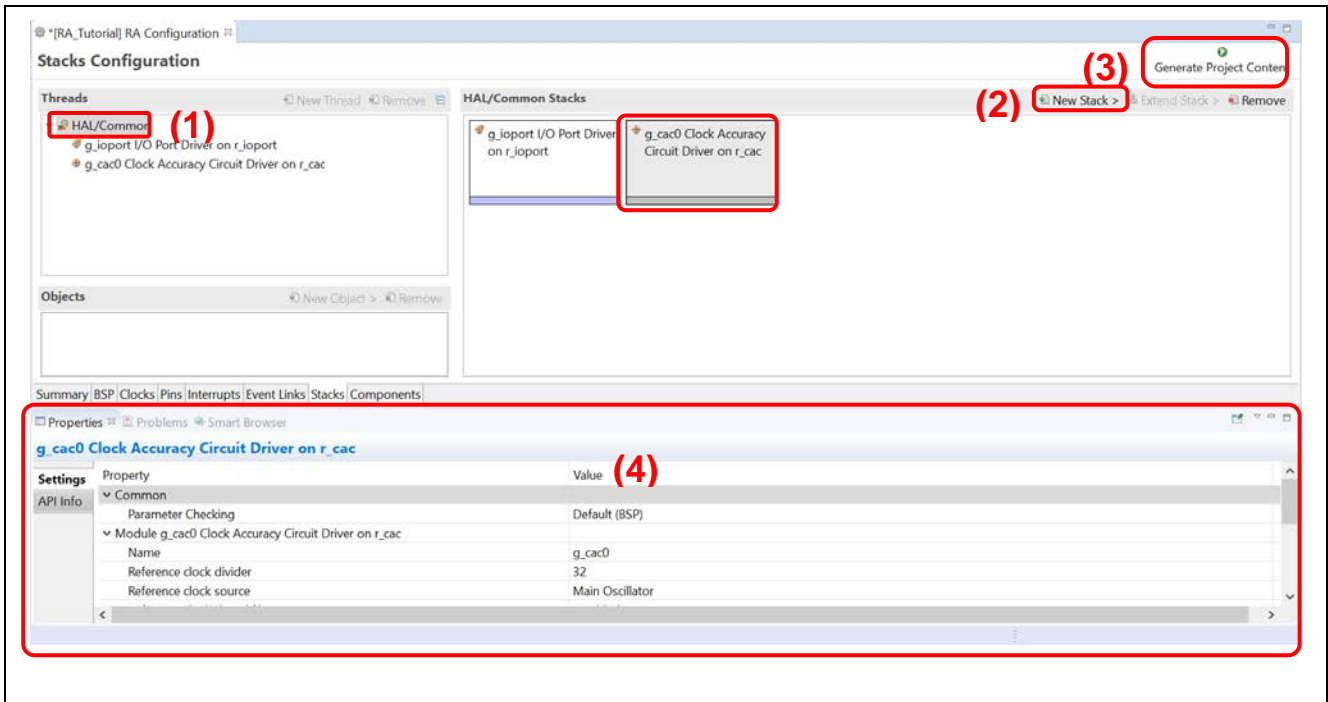 *[RA_Tutorial] RA Configuration
Stacks Configuration
(3)
Generate Project Conten
Threads
New Thread
Remove
HAL/Common Stacks
(2)
New Stack >
Extend Stack >
Remove
HAL/Common
(1)
g_ioport I/O Port Driver on r_ioport
g_cac0 Clock Accuracy Circuit Driver on r_cac
g_ioport I/O Port Driver
on r_ioport
g_cac0 Clock Accuracy
Circuit Driver on r_cac
Objects
New Object >
Remove
Summary BSP Clocks Pins Interrupts Event Links Stacks Components
Properties Problems Smart Browser
g_cac0 Clock Accuracy Circuit Driver on r_cac
Settings
API Info
Property Value
(4)
Common
Parameter Checking Default (BSP)
Module g_cac0 Clock Accuracy Circuit Driver on r_cac
Name g_cac0
Reference clock divider 32
Reference clock source Main Oscillator